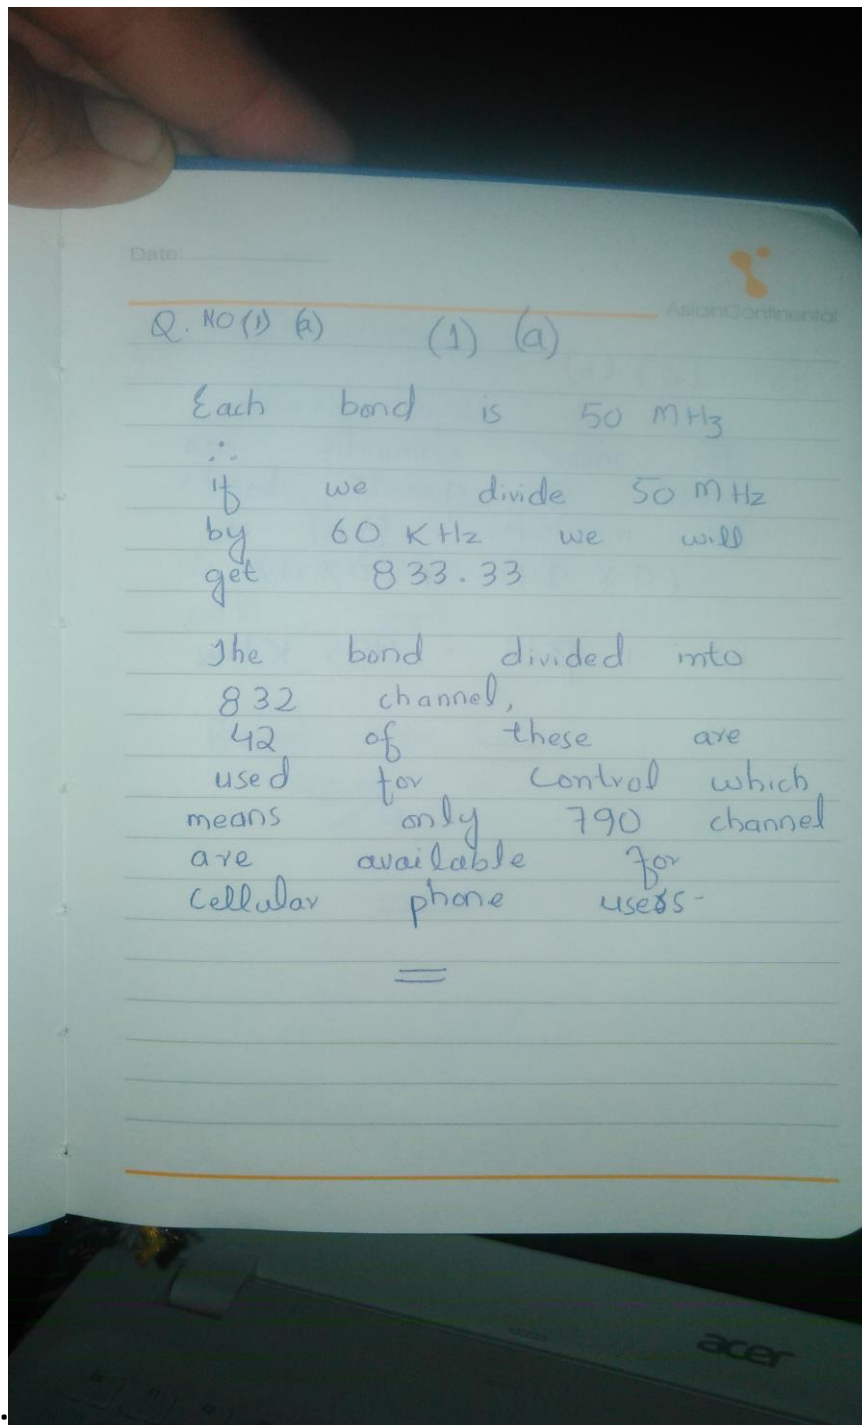 Date:
AsianContinental
Q. NO (1) (a) (1) (a)
Each bond is 50 MHz
∴
if we divide 50 MHz
by 60 KHz we will
get 833.33
The bond divided into
832 channel,
42 of these are
used for control which
means only 790 channel
are available for
cellular phone users-
=
acer